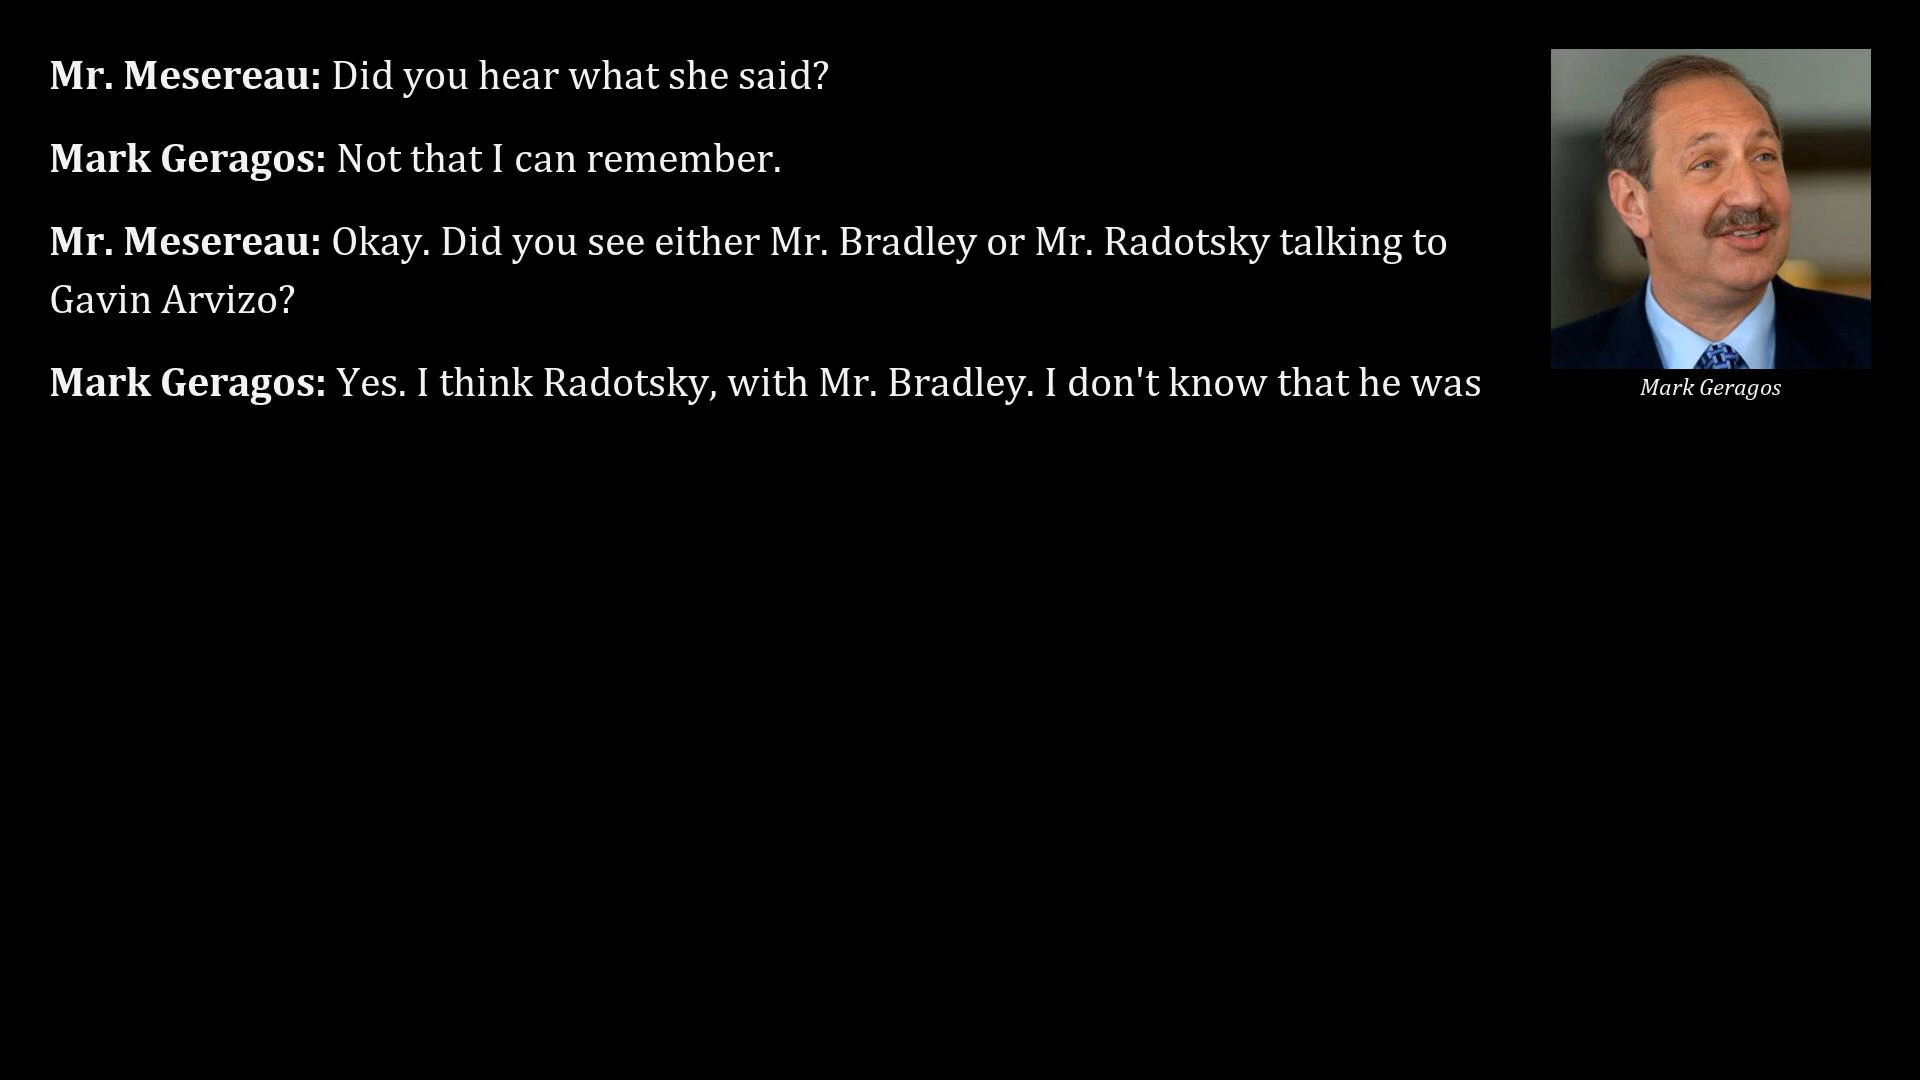 Mr. Mesereau: Did you hear what she said?
Mark Geragos: Not that I can remember.
Mr. Mesereau: Okay. Did you see either Mr. Bradley or Mr. Radotsky talking to
Gavin Arvizo?
Mark Geragos: Yes. I think Radotsky, with Mr. Bradley. I don't know that he was
Mark Geragos